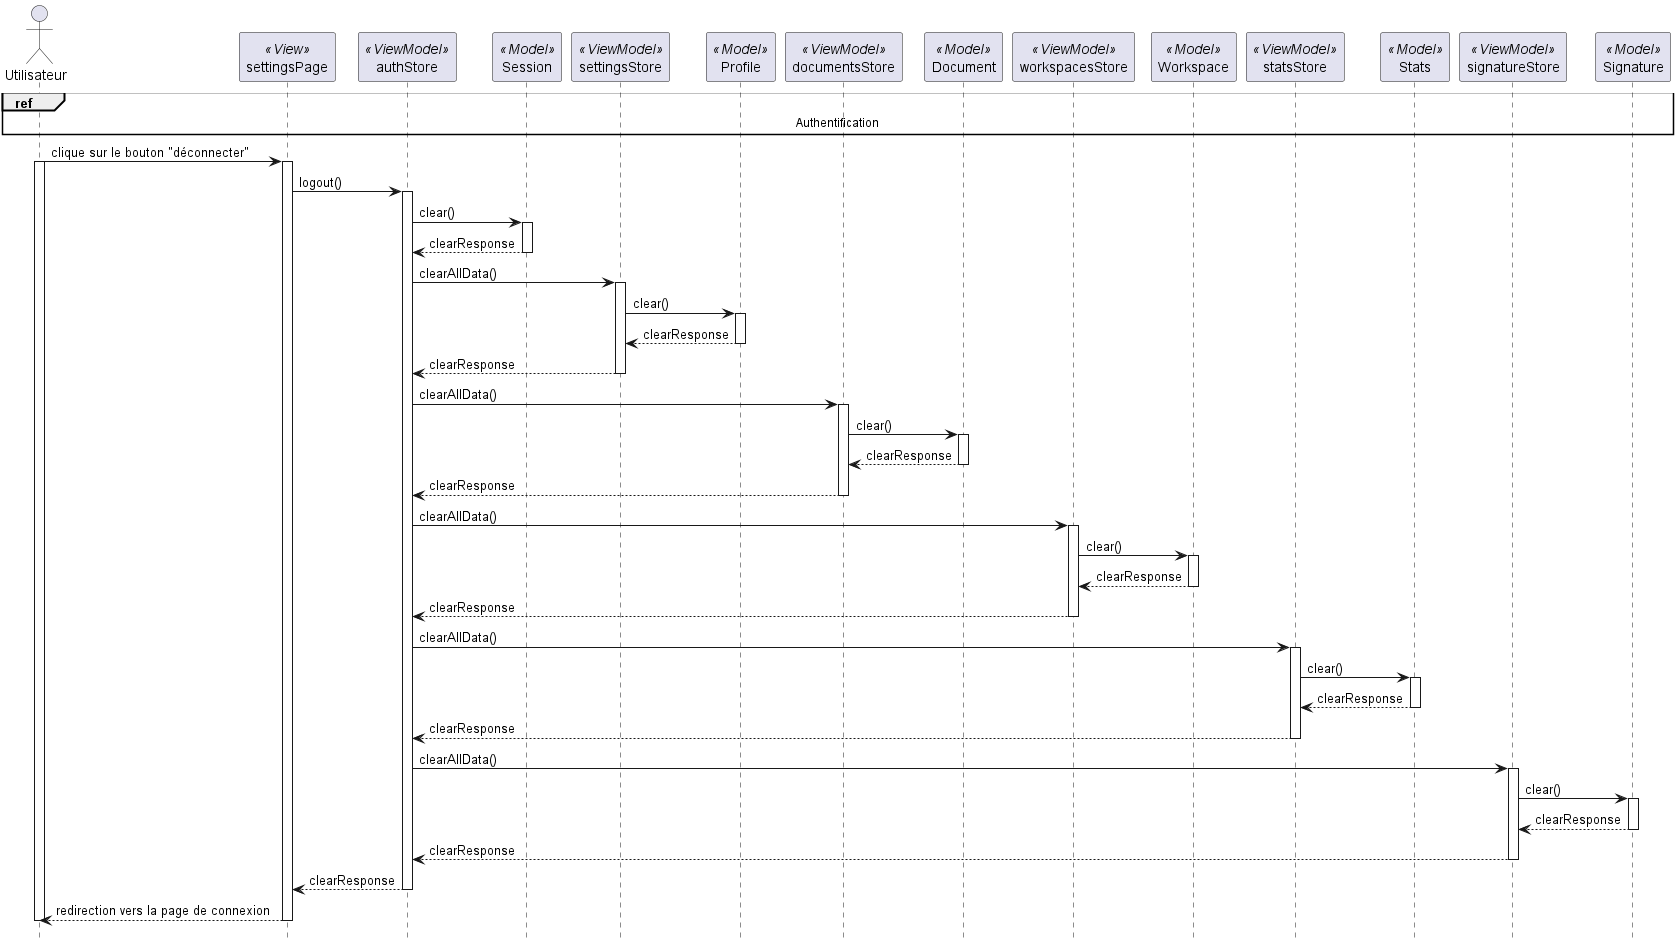 Utilisateur
«View»
settingsPage
«ViewModel»
authStore
«Model»
Session
«ViewModel»
settingsStore
«Model»
Profile
«ViewModel»
documentsStore
«Model»
Document
«ViewModel»
workspacesStore
«Model»
Workspace
«ViewModel»
statsStore
«Model»
Stats
«ViewModel»
signatureStore
«Model»
Signature
ref
Authentification
clique sur le bouton "déconnecter"
logout()
clear()
clearResponse
clearAllData()
clear()
clearResponse
clearResponse
clearAllData()
clear()
clearResponse
clearResponse
clearAllData()
clear()
clearResponse
clearResponse
clearAllData()
clear()
clearResponse
clearResponse
clearAllData()
clear()
clearResponse
clearResponse
clearResponse
redirection vers la page de connexion